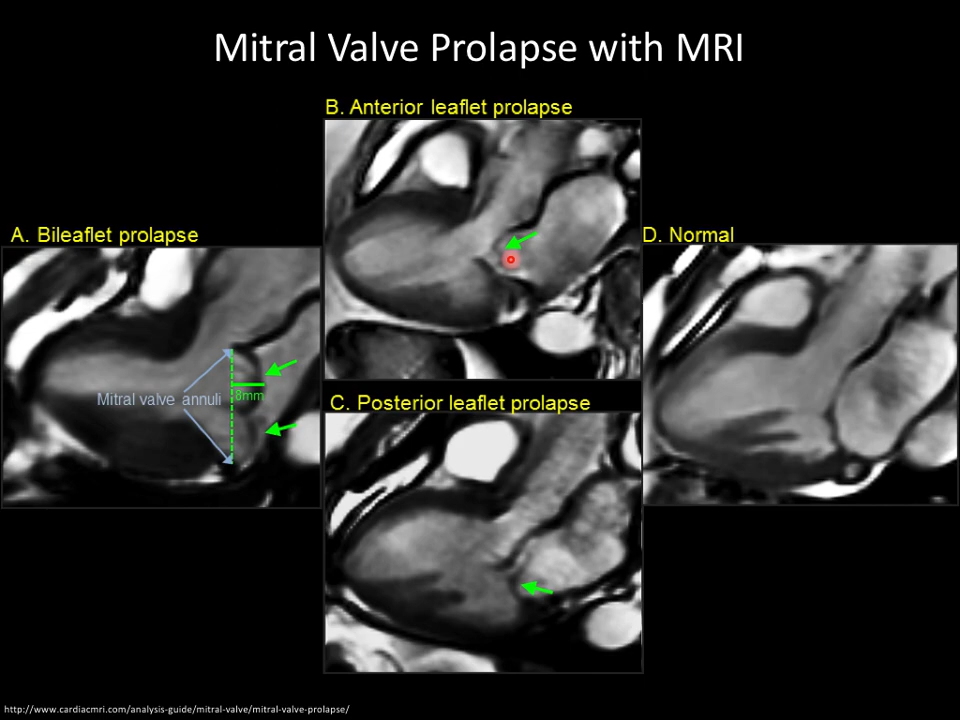 Mitral Valve Prolapse with MRI
B. Anterior leaflet prolapse
A. Bileaflet prolapse
D. Normal
Mitral valve annuli
8mm
C. Posterior leaflet prolapse
http://www.cardiacmri.com/analysis-guide/mitral-valve/mitral-valve-prolapse/